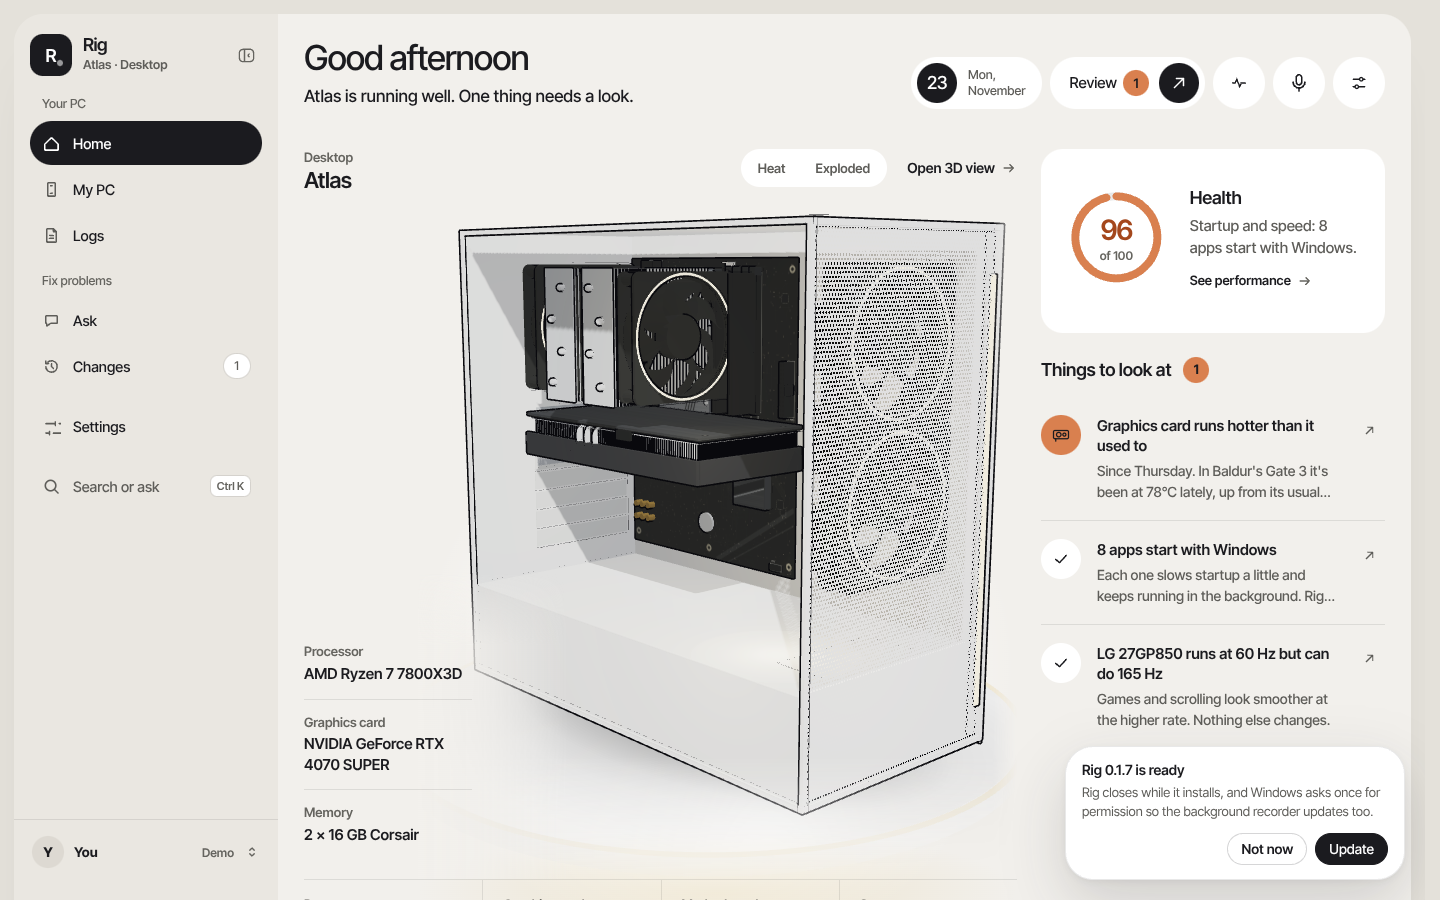 R.
Rig
Atlas · Desktop
Your PC
Home
My PC
Logs
Fix problems
Ask
Changes
1
Settings
Search or ask
Ctrl K
Y
You
Demo
Good afternoon
Atlas is running well. One thing needs a look.
23
Mon,
November
Review
1
Desktop
Atlas
Heat
Exploded
Open 3D view
Processor
AMD Ryzen 7 7800X3D
Graphics card
NVIDIA GeForce RTX
4070 SUPER
Memory
2 × 16 GB Corsair
96
of 100
Health
Startup and speed: 8
apps start with Windows.
See performance
Things to look at
1
Graphics card runs hotter than it
used to
Since Thursday. In Baldur's Gate 3 it's
been at 78°C lately, up from its usual...
8 apps start with Windows
Each one slows startup a little and
keeps running in the background. Rig...
LG 27GP850 runs at 60 Hz but can
do 165 Hz
Games and scrolling look smoother at
the higher rate. Nothing else changes.
Rig 0.1.7 is ready
Rig closes while it installs, and Windows asks once for
permission so the background recorder updates too.
Not now
Update